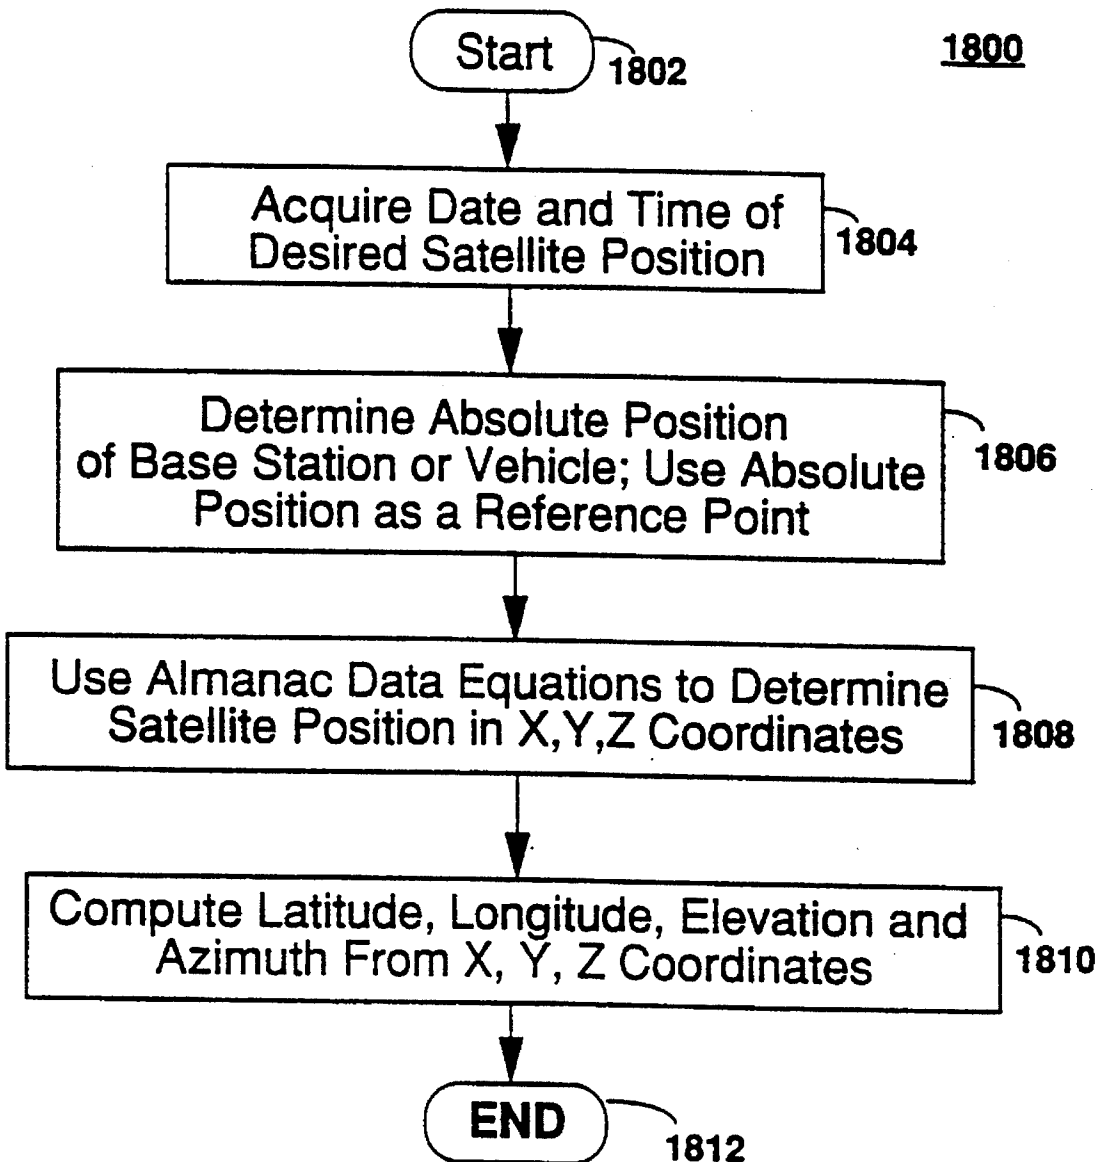 1800
Start
1802
Acquire Date and Time of
Desired Satellite Position
1804
Determine Absolute Position
of Base Station or Vehicle; Use Absolute
Position as a Reference Point
1806
Use Almanac Data Equations to Determine
Satellite Position in X,Y,Z Coordinates
1808
Compute Latitude, Longitude, Elevation and
Azimuth From X, Y, Z Coordinates
1810
END
1812